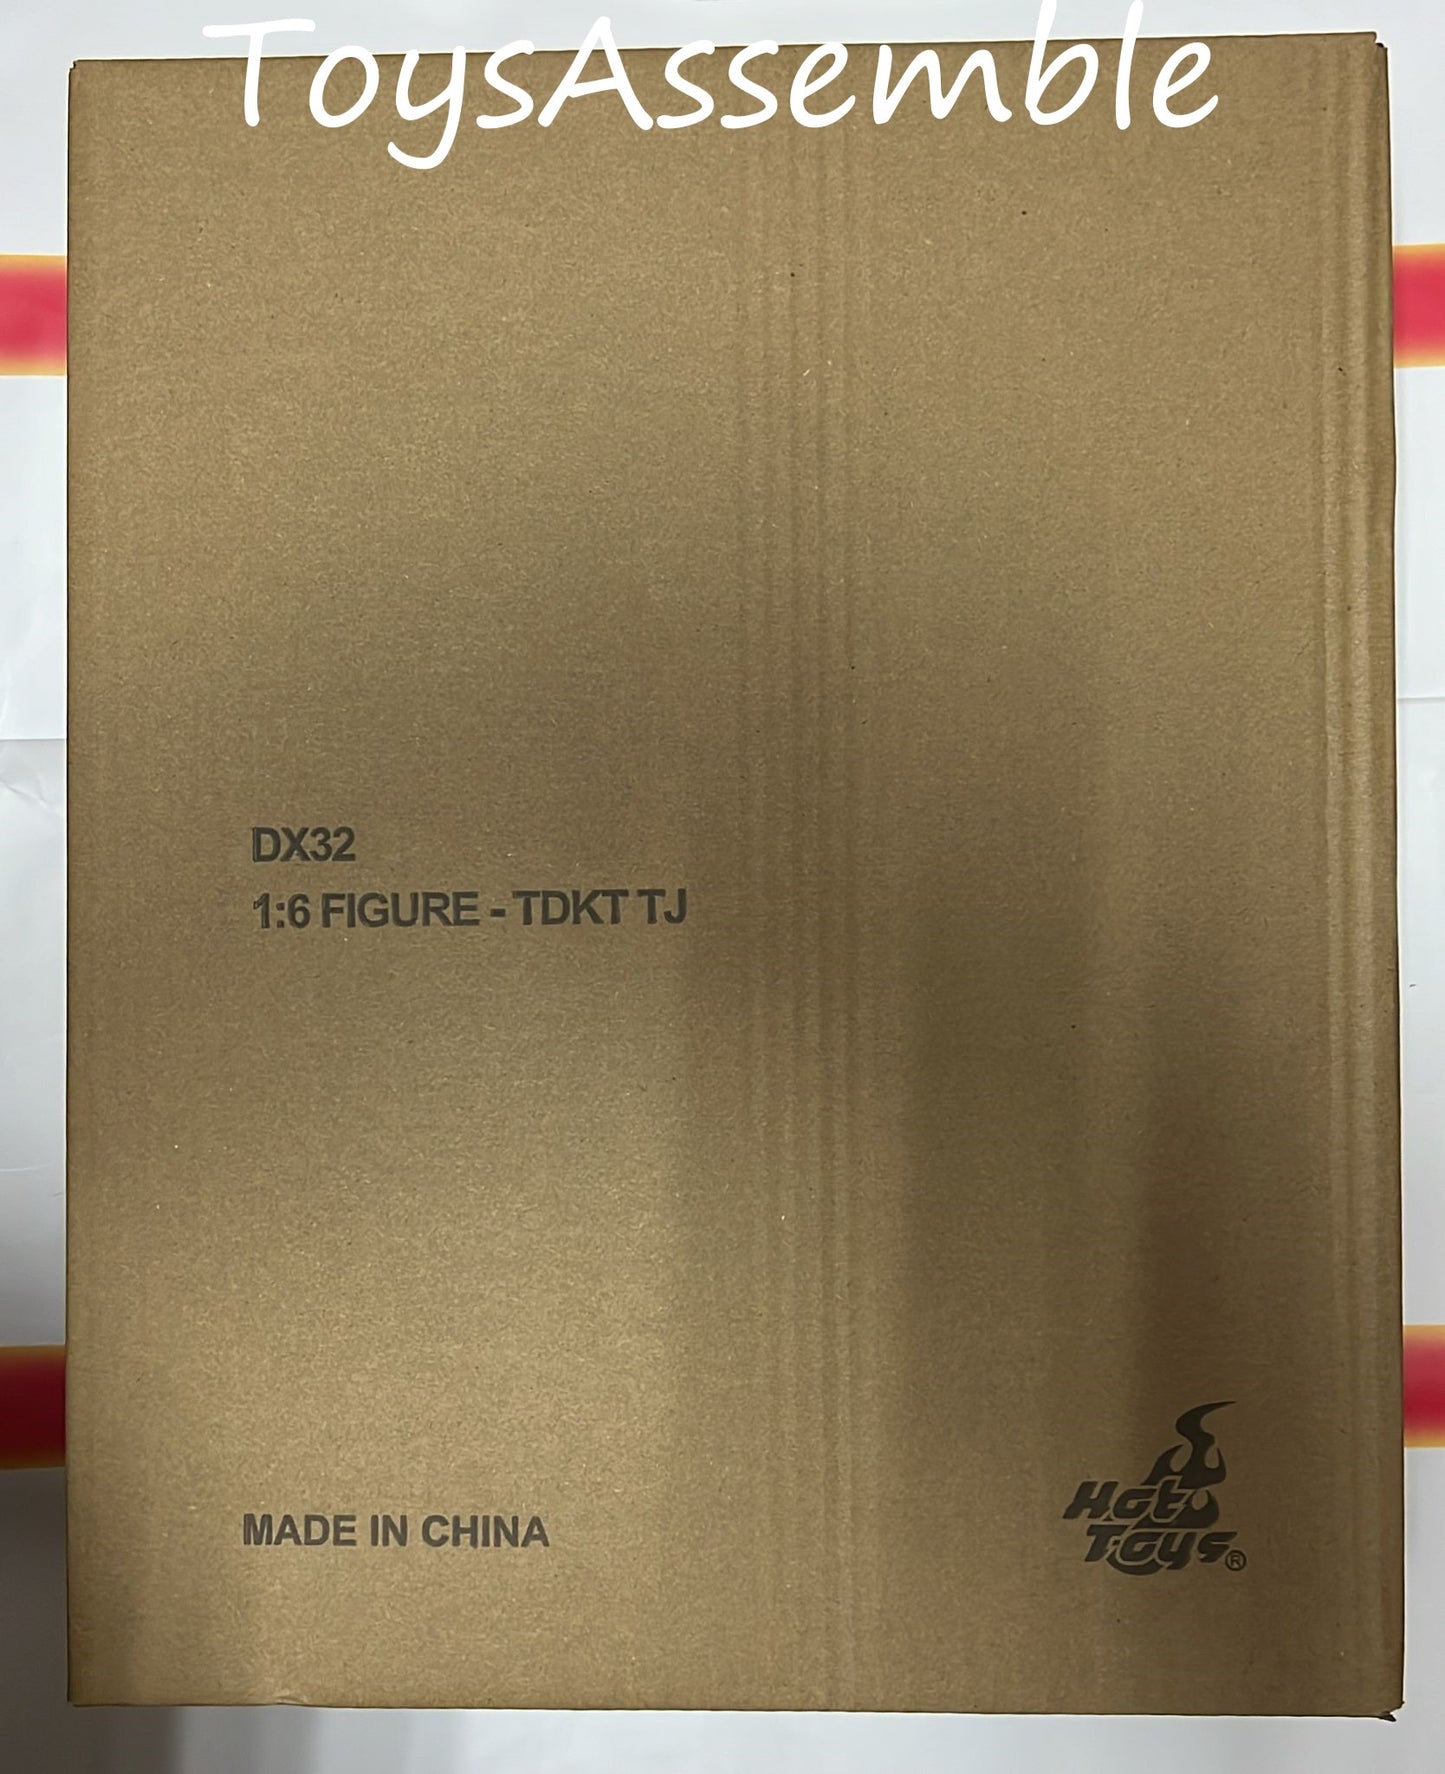 ToysAssemble
DX32
1:6 FIGURE - TDKT TJ
MADE IN CHINA
Hot
Toys®